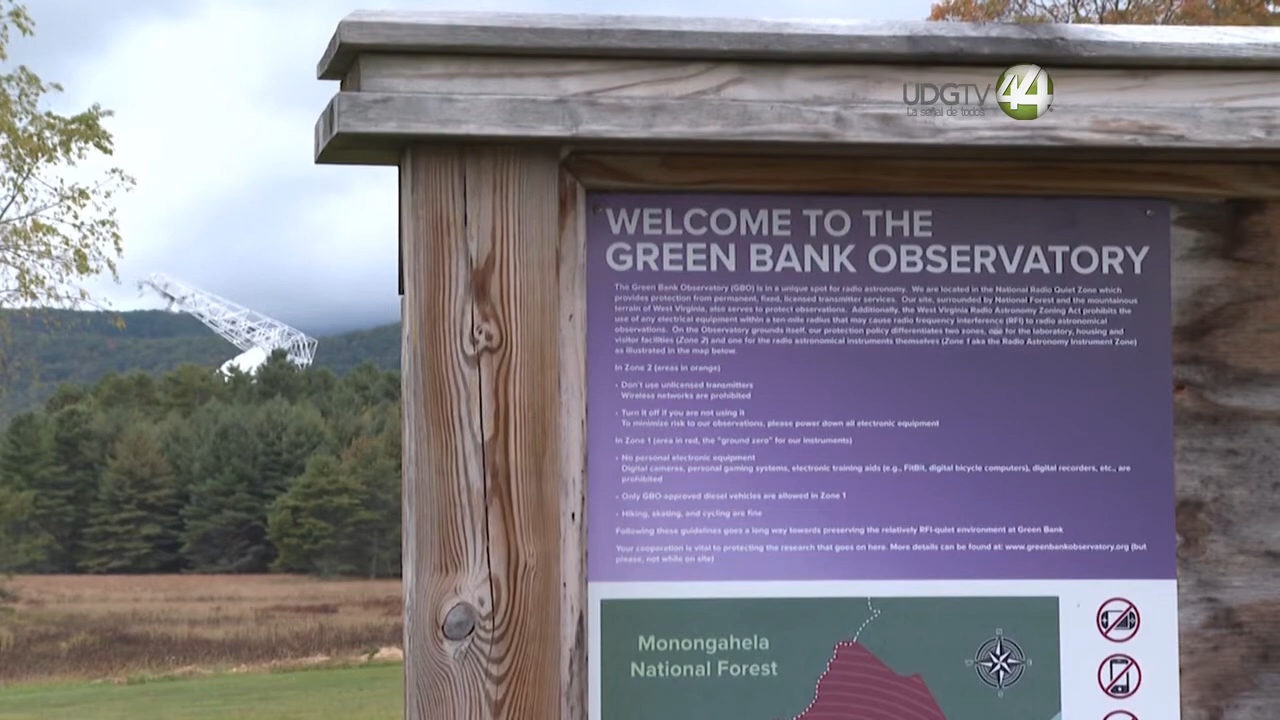 UDGTV 44
La señal de todos
WELCOME TO THE
GREEN BANK OBSERVATORY
The Green Bank Observatory (GBO) is in a unique spot for radio astronomy. We are located in the National Radio Quiet Zone which
provides protection from permanent, fixed, licensed transmitter services. Our site, surrounded by National Forest and the mountainous
terrain of West Virginia, also serves to protect observations. Additionally, the West Virginia Radio Astronomy Zoning Act prohibits the
use of any electrical equipment within a ten-mile radius that may cause radio frequency interference (RFI) to radio astronomical
observations. On the Observatory grounds itself, our protection policy differentiates two zones, one for the laboratory, housing and
visitor facilities (Zone 2) and one for the radio astronomical instruments themselves (Zone 1 aka the Radio Astronomy Instrument Zone)
as illustrated in the map below.
In Zone 2 (areas in orange)
• Don't use unlicensed transmitters
Wireless networks are prohibited
• Turn it off if you are not using it
To minimize risk to our observations, please power down all electronic equipment
In Zone 1 (area in red, the "ground zero" for our instruments)
• No personal electronic equipment
Digital cameras, personal gaming systems, electronic training aids (e.g., FitBit, digital bicycle computers), digital recorders, etc., are
prohibited
• Only GBO-approved diesel vehicles are allowed in Zone 1
• Hiking, skating, and cycling are fine
Following these guidelines goes a long way towards preserving the relatively RFI-quiet environment at Green Bank
Your cooperation is vital to protecting the research that goes on here. More details can be found at: www.greenbankobservatory.org (but
please, not while on site)
Monongahela
National Forest